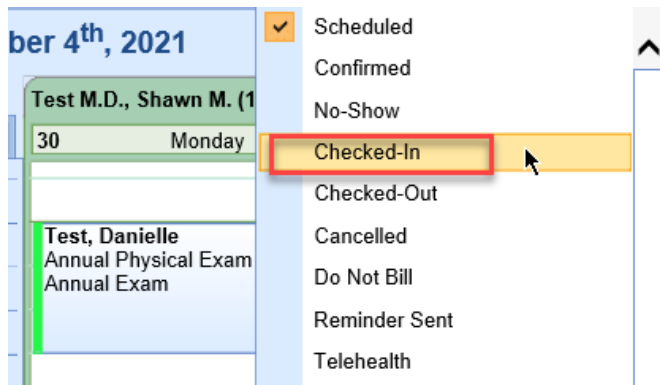 ber 4th, 2021
Test M.D., Shawn M. (1
30 Monday
Test, Danielle
Annual Physical Exam
Annual Exam
Scheduled
Confirmed
No-Show
Checked-In
Checked-Out
Cancelled
Do Not Bill
Reminder Sent
Telehealth